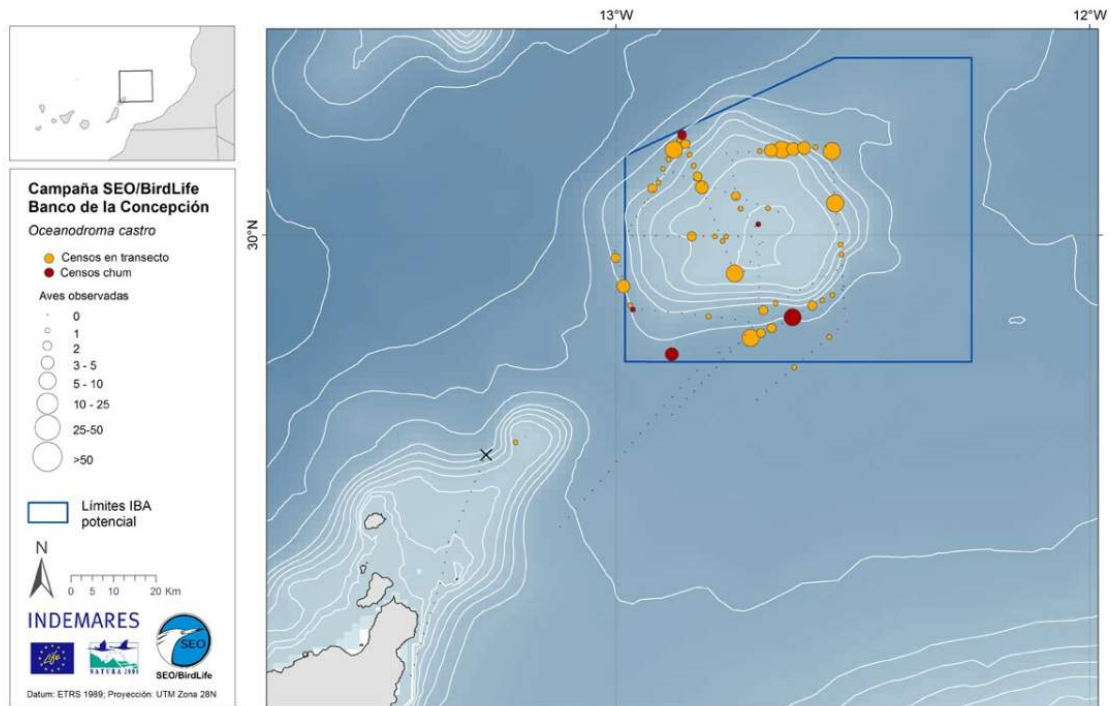 13°W
12°W
30°N
Campaña SEO/BirdLife
Banco de la Concepción
Oceanodroma castro
Censos en transecto
Censos chum
Aves observadas
0
1
2
3 - 5
5 - 10
10 - 25
25-50
>50
Límites IBA
potencial
N
0 5 10 20 Km
INDEMARES
Life
NATURA 2000
SEO
SEO/BirdLife
Datum: ETRS 1989; Proyección: UTM Zona 28N